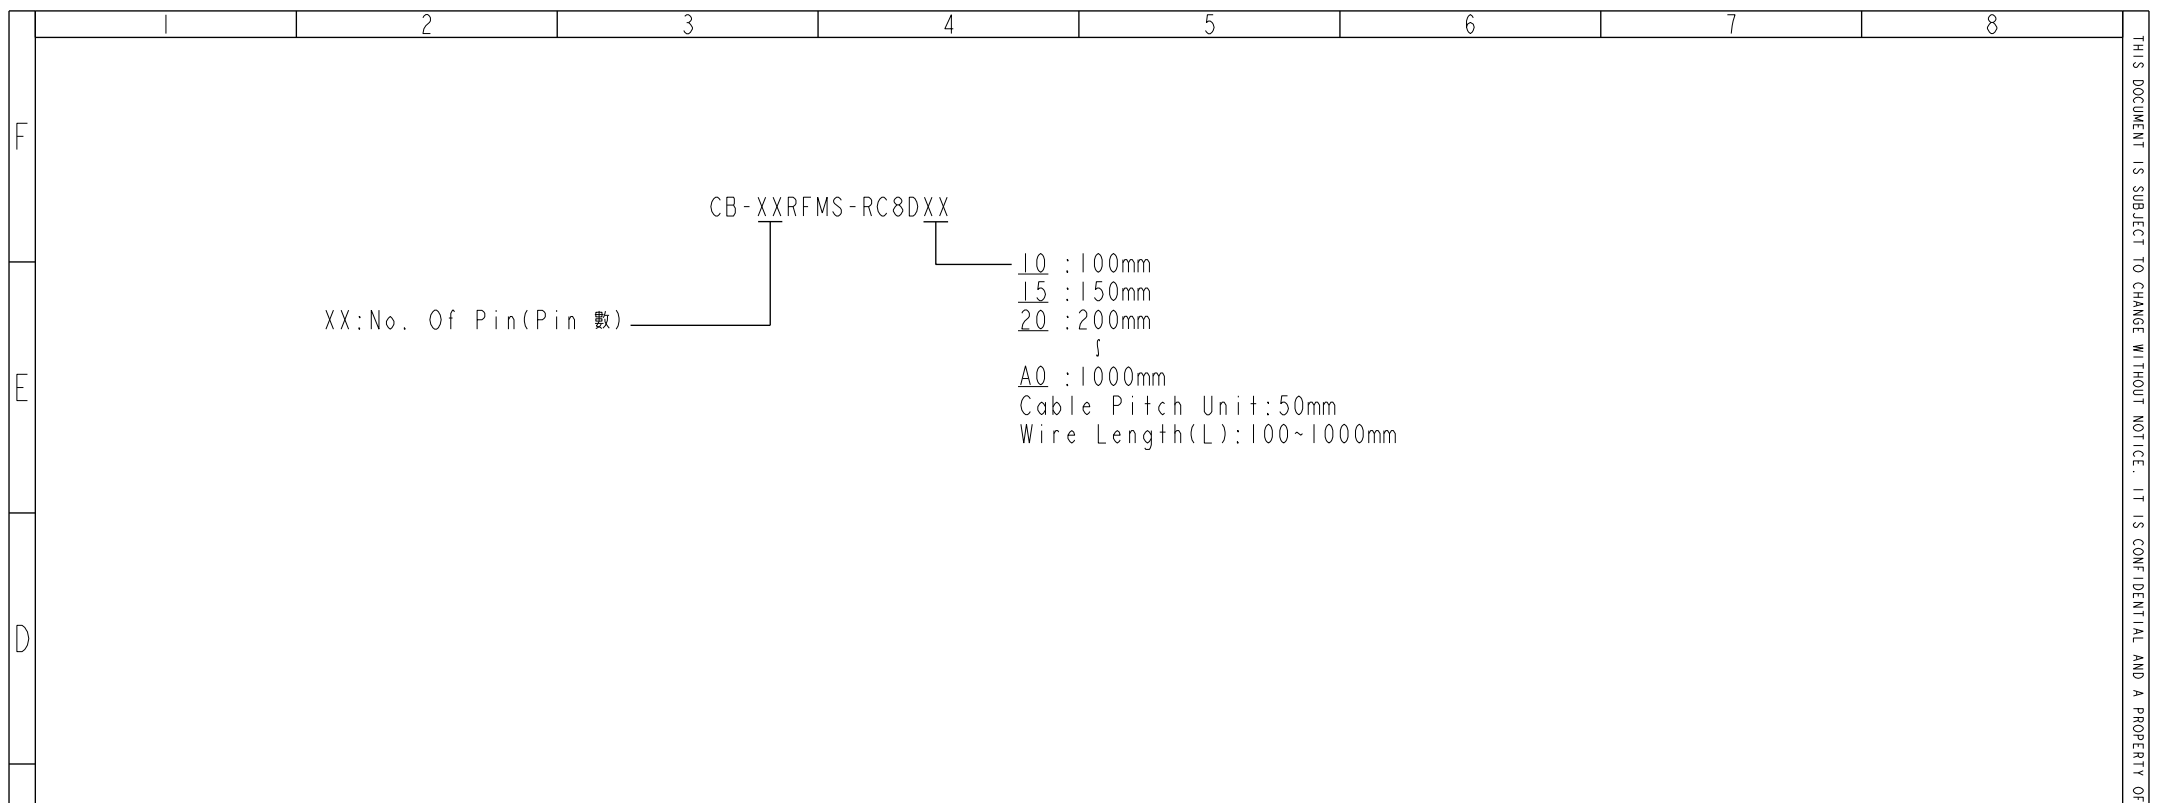 1 2 3 4 5 6 7 8
F
CB-XXRFMS-RC8DXX
10 :100mm
15 :150mm
XX:No. Of Pin(Pin 數)
20 :200mm
∫
A0 :1000mm
E
Cable Pitch Unit:50mm
Wire Length(L):100~1000mm
D
THIS DOCUMENT IS SUBJECT TO CHANGE WITHOUT NOTICE. IT IS CONFIDENTIAL AND A PROPERTY OF